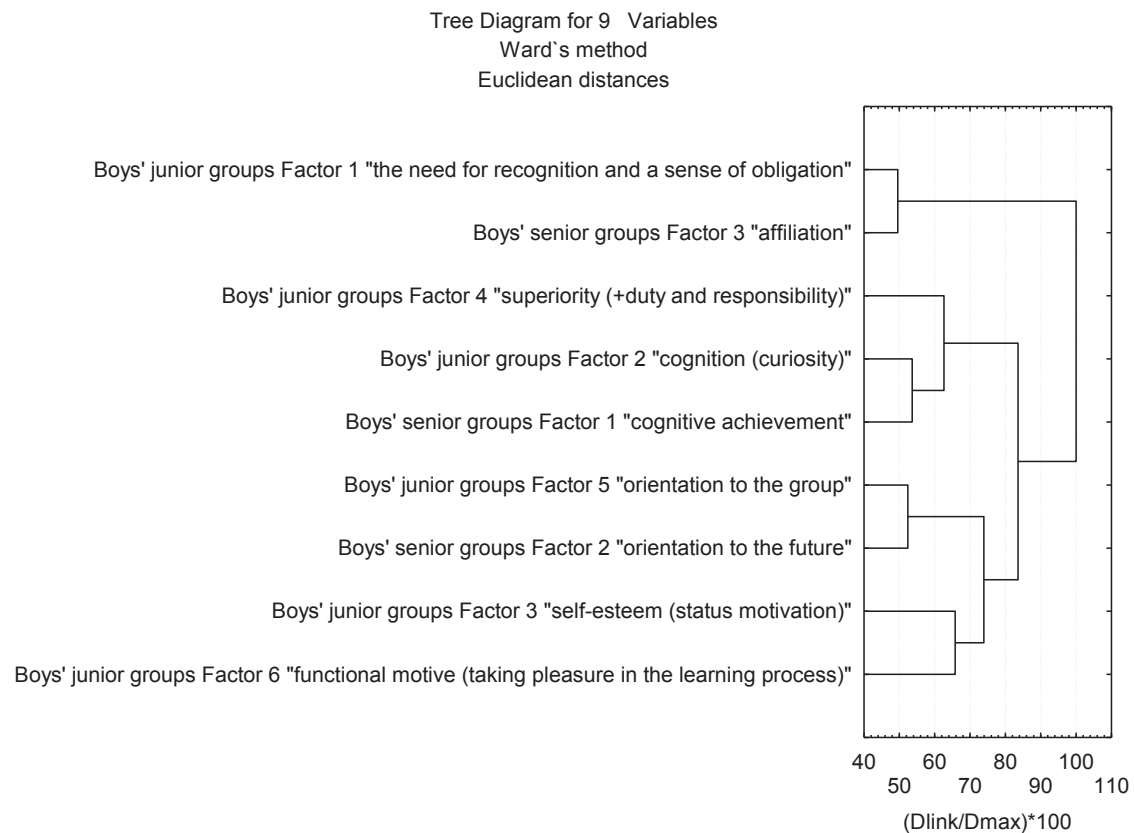 Tree Diagram for 9   Variables
Ward`s method
Euclidean distances
Boys' junior groups Factor 1 "the need for recognition and a sense of obligation"
Boys' senior groups Factor 3 "affiliation"
Boys' junior groups Factor 4 "superiority (+duty and responsibility)"
Boys' junior groups Factor 2 "cognition (curiosity)"
Boys' senior groups Factor 1 "cognitive achievement"
Boys' junior groups Factor 5 "orientation to the group"
Boys' senior groups Factor 2 "orientation to the future"
Boys' junior groups Factor 3 "self-esteem (status motivation)"
Boys' junior groups Factor 6 "functional motive (taking pleasure in the learning process)"
40 60 80 100
50 70 90 110
(Dlink/Dmax)*100